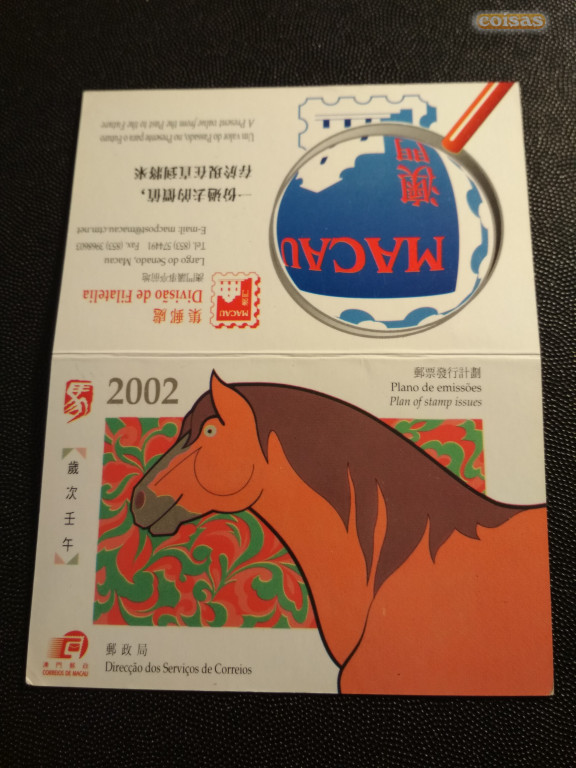 coisas
集郵處
Divisão de Filatelia
澳門議事亭前地
Largo do Senado, Macau
Tel. (853) 574491 Fax. (853) 3968603
E-mail: macpost@macau.ctm.net
一份過去的價值，
存於現在直到將來
Um valor do Passado, no Presente para o Futuro
A Present value from the Past to the Future
MACAU
澳門
MACAU
澳門
馬
2002
郵票發行計劃
Plano de emissões
Plan of stamp issues
歲次壬午
郵政局
Direcção dos Serviços de Correios
澳門郵政
CORREIOS DE MACAU